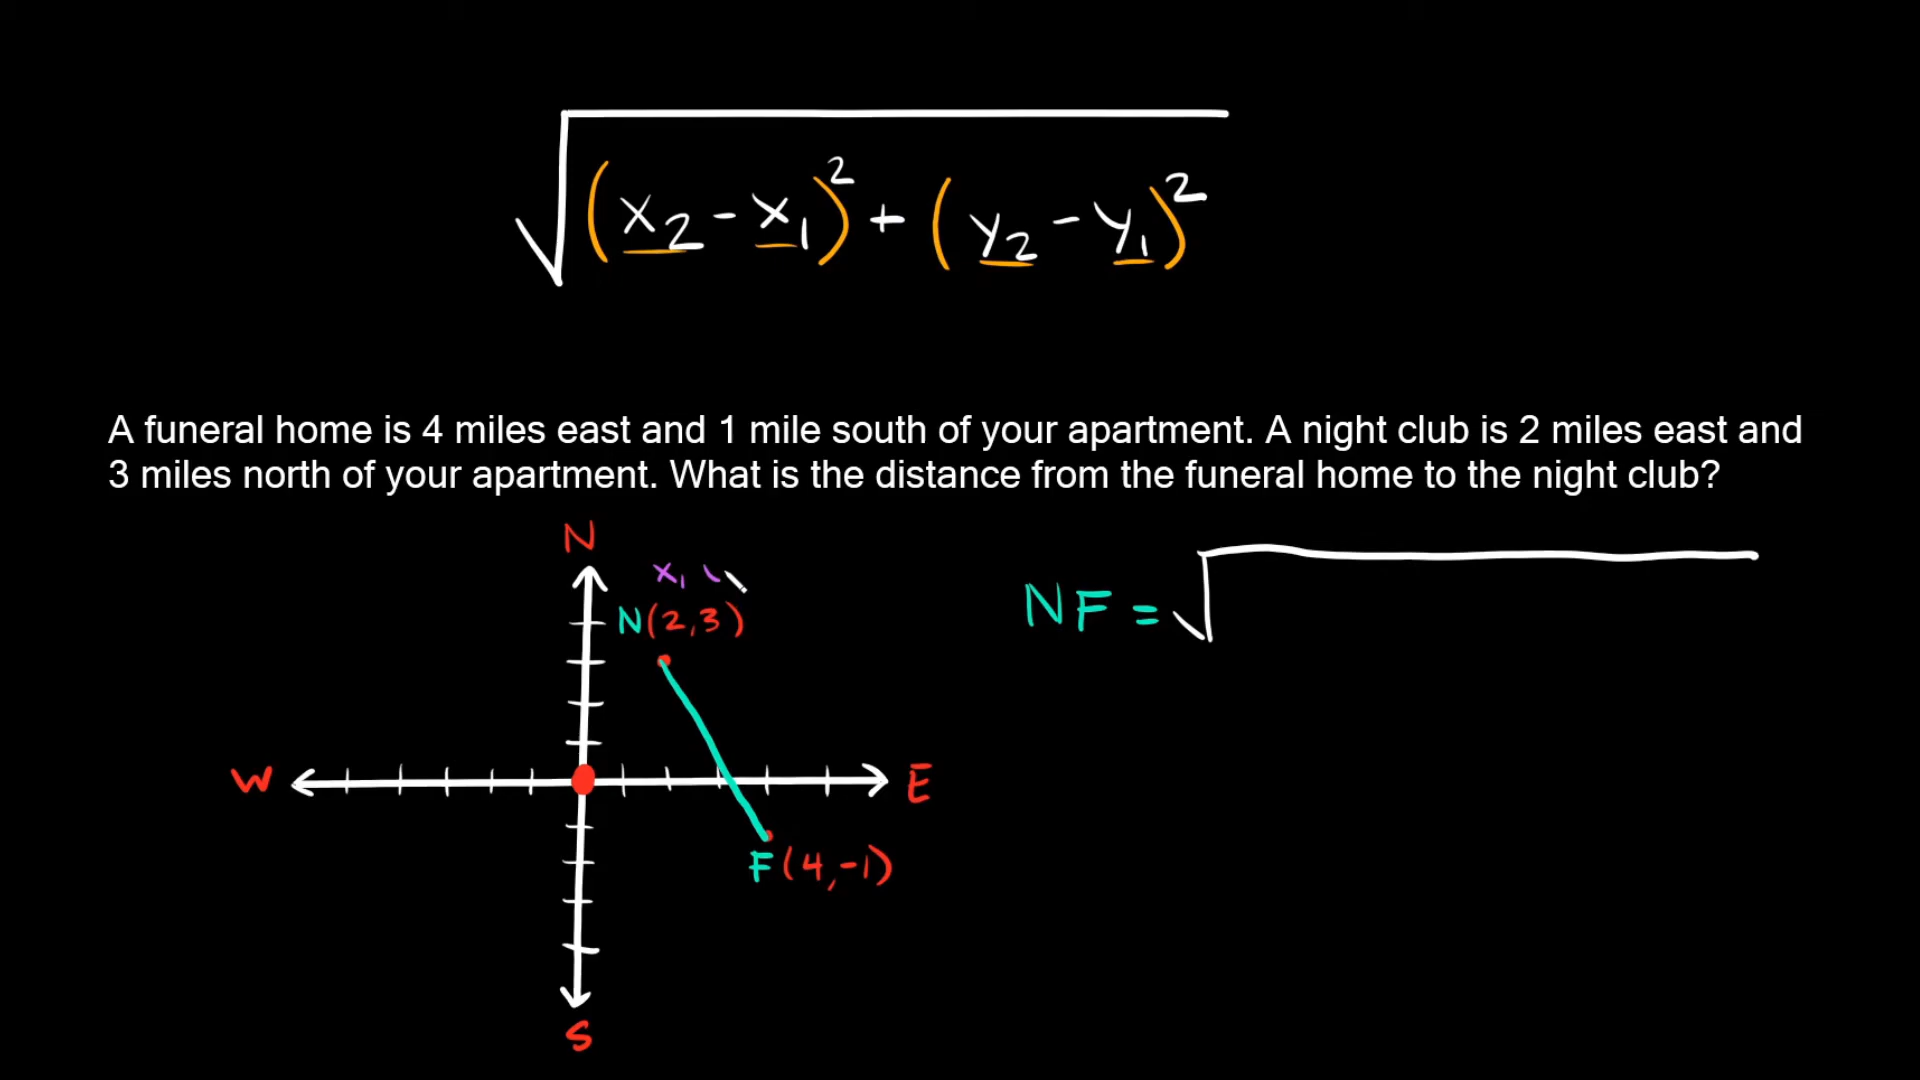 √(x₂ - x₁)² + (y₂ - y₁)²
A funeral home is 4 miles east and 1 mile south of your apartment. A night club is 2 miles east and
3 miles north of your apartment. What is the distance from the funeral home to the night club?
N
x₁
N(2,3)
NF = √
W
E
F(4,-1)
S